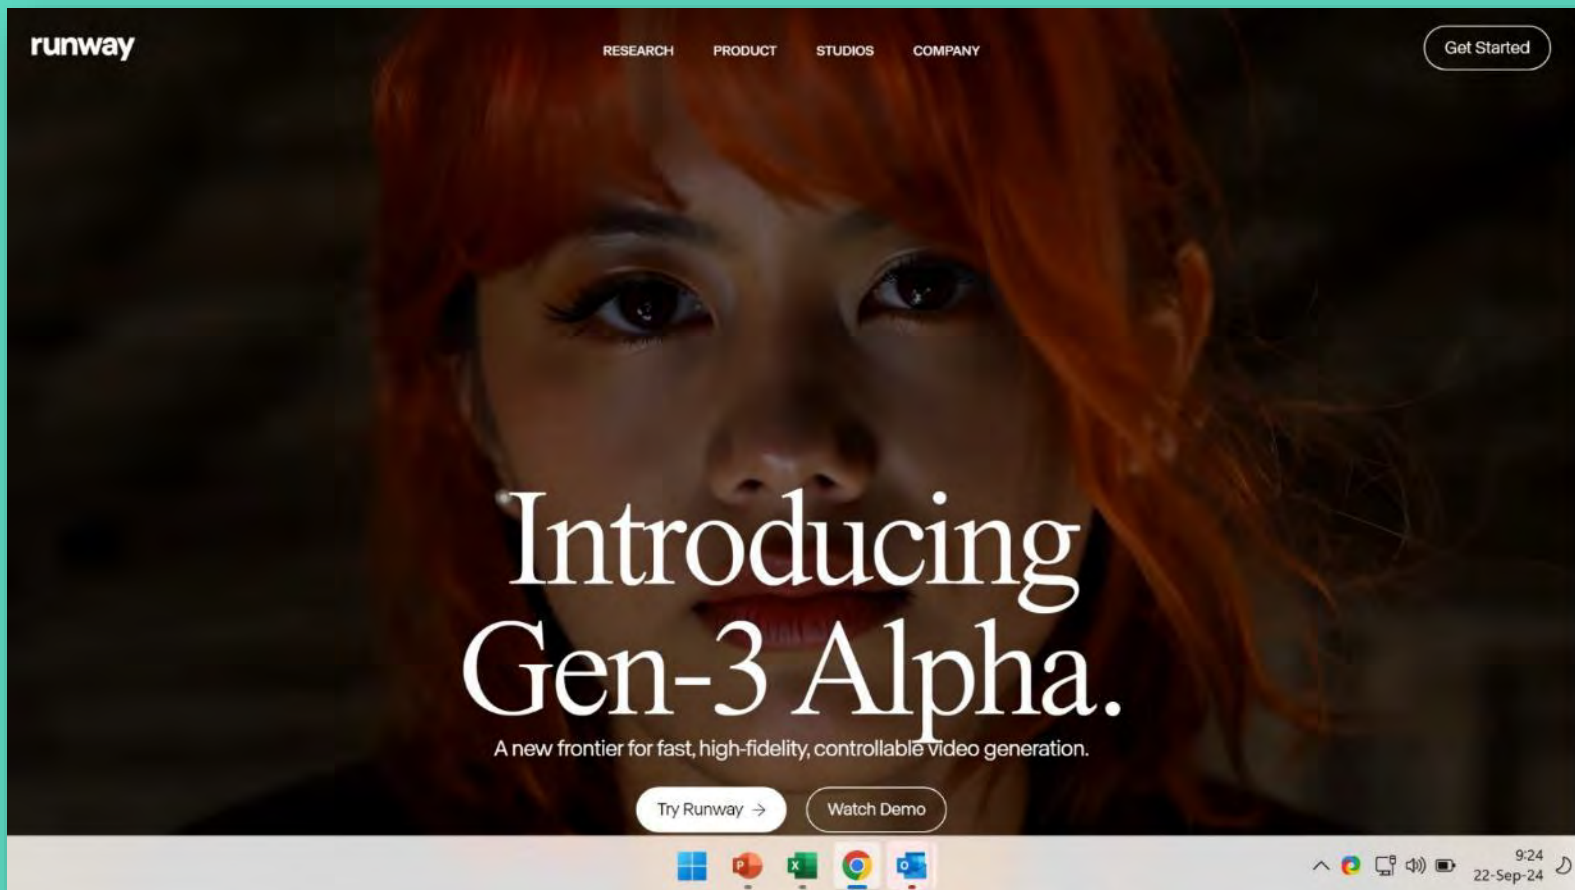 runway
RESEARCH PRODUCT STUDIOS COMPANY
Get Started
Introducing
Gen-3 Alpha.
A new frontier for fast, high-fidelity, controllable video generation.
Try Runway → Watch Demo
9:24
22-Sep-24